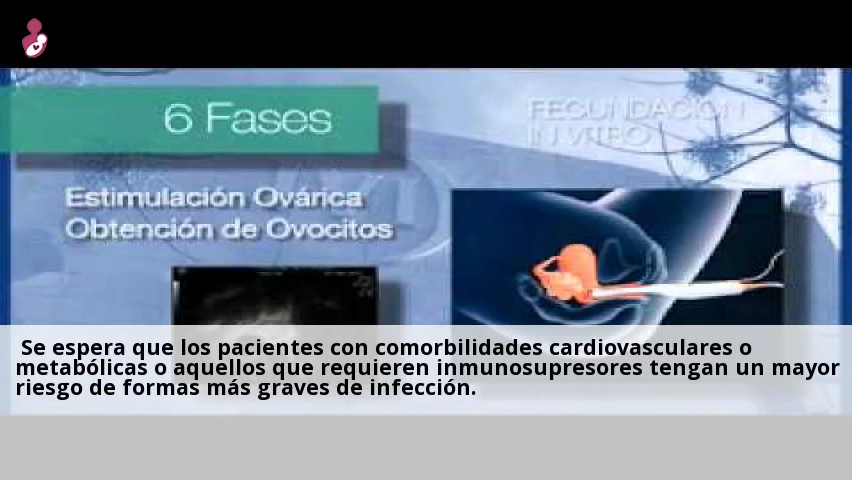 6 Fases
FECUNDACIÓN
IN VITRO
Estimulación Ovárica
Obtención de Ovocitos
Se espera que los pacientes con comorbilidades cardiovasculares o
metabólicas o aquellos que requieren inmunosupresores tengan un mayor
riesgo de formas más graves de infección.